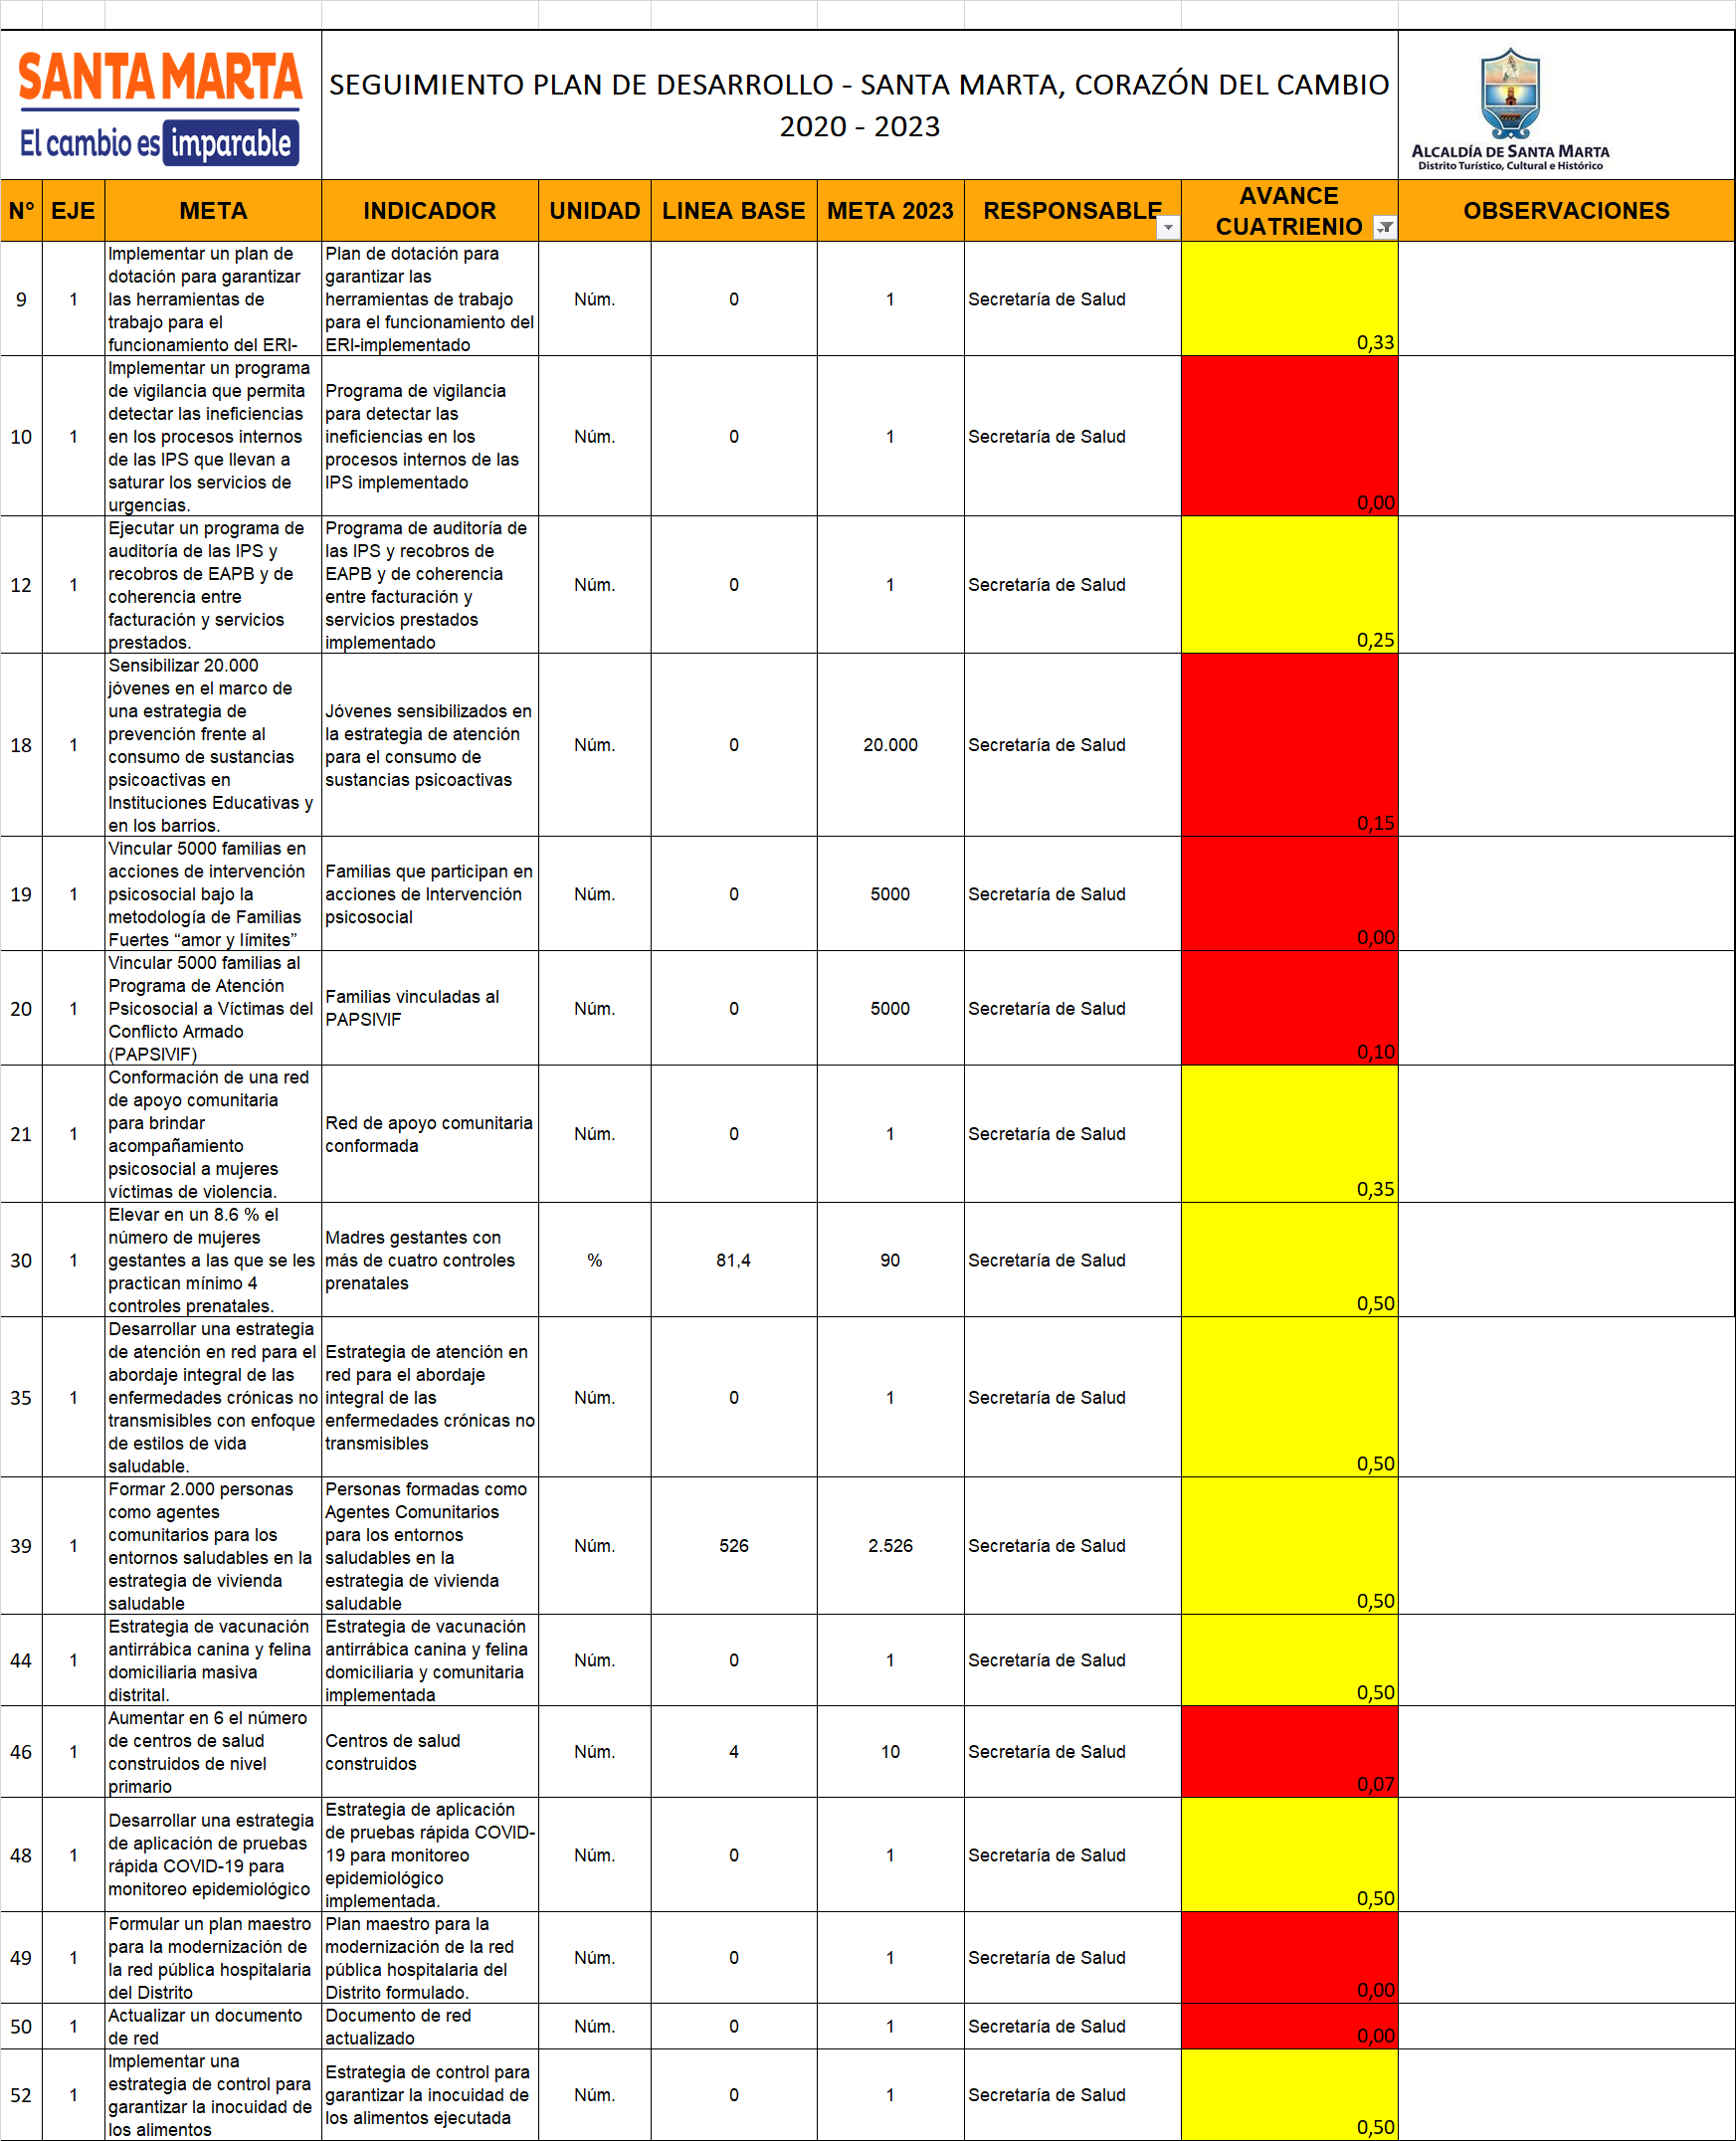 SANTA MARTA
El cambio es imparable
SEGUIMIENTO PLAN DE DESARROLLO - SANTA MARTA, CORAZÓN DEL CAMBIO
2020 - 2023
ALCALDÍA DE SANTA MARTA
Distrito Turístico, Cultural e Histórico
N° EJE META INDICADOR UNIDAD LINEA BASE META 2023 RESPONSABLE AVANCE CUATRIENIO OBSERVACIONES
9 1
Implementar un plan de
dotación para garantizar
las herramientas de
trabajo para el
funcionamiento del ERI-
Plan de dotación para
garantizar las
herramientas de trabajo
para el funcionamiento del
ERI-implementado
Núm. 0 1 Secretaría de Salud 0,33
10 1
Implementar un programa
de vigilancia que permita
detectar las ineficiencias
en los procesos internos
de las IPS que llevan a
saturar los servicios de
urgencias.
Programa de vigilancia
para detectar las
ineficiencias en los
procesos internos de las
IPS implementado
Núm. 0 1 Secretaría de Salud 0,00
12 1
Ejecutar un programa de
auditoría de las IPS y
recobros de EAPB y de
coherencia entre
facturación y servicios
prestados.
Programa de auditoría de
las IPS y recobros de
EAPB y de coherencia
entre facturación y
servicios prestados
implementado
Núm. 0 1 Secretaría de Salud 0,25
18 1
Sensibilizar 20.000
jóvenes en el marco de
una estrategia de
prevención frente al
consumo de sustancias
psicoactivas en
Instituciones Educativas y
en los barrios.
Jóvenes sensibilizados en
la estrategia de atención
para el consumo de
sustancias psicoactivas
Núm. 0 20.000 Secretaría de Salud 0,15
19 1
Vincular 5000 familias en
acciones de intervención
psicosocial bajo la
metodología de Familias
Fuertes “amor y límites”
Familias que participan en
acciones de Intervención
psicosocial
Núm. 0 5000 Secretaría de Salud 0,00
20 1
Vincular 5000 familias al
Programa de Atención
Psicosocial a Víctimas del
Conflicto Armado
(PAPSIVIF)
Familias vinculadas al
PAPSIVIF
Núm. 0 5000 Secretaría de Salud 0,10
21 1
Conformación de una red
de apoyo comunitaria
para brindar
acompañamiento
psicosocial a mujeres
víctimas de violencia.
Red de apoyo comunitaria
conformada
Núm. 0 1 Secretaría de Salud 0,35
30 1
Elevar en un 8.6 % el
número de mujeres
gestantes a las que se les
practican mínimo 4
controles prenatales.
Madres gestantes con
más de cuatro controles
prenatales
% 81,4 90 Secretaría de Salud 0,50
35 1
Desarrollar una estrategia
de atención en red para el
abordaje integral de las
enfermedades crónicas no
transmisibles con enfoque
de estilos de vida
saludable.
Estrategia de atención en
red para el abordaje
integral de las
enfermedades crónicas no
transmisibles
Núm. 0 1 Secretaría de Salud 0,50
39 1
Formar 2.000 personas
como agentes
comunitarios para los
entornos saludables en la
estrategia de vivienda
saludable
Personas formadas como
Agentes Comunitarios
para los entornos
saludables en la
estrategia de vivienda
saludable
Núm. 526 2.526 Secretaría de Salud 0,50
44 1
Estrategia de vacunación
antirrábica canina y felina
domiciliaria masiva
distrital.
Estrategia de vacunación
antirrábica canina y felina
domiciliaria y comunitaria
implementada
Núm. 0 1 Secretaría de Salud 0,50
46 1
Aumentar en 6 el número
de centros de salud
construidos de nivel
primario
Centros de salud
construidos
Núm. 4 10 Secretaría de Salud 0,07
48 1
Desarrollar una estrategia
de aplicación de pruebas
rápida COVID-19 para
monitoreo epidemiológico
Estrategia de aplicación
de pruebas rápida COVID-
19 para monitoreo
epidemiológico
implementada.
Núm. 0 1 Secretaría de Salud 0,50
49 1
Formular un plan maestro
para la modernización de
la red pública hospitalaria
del Distrito
Plan maestro para la
modernización de la red
pública hospitalaria del
Distrito formulado.
Núm. 0 1 Secretaría de Salud 0,00
50 1
Actualizar un documento
de red
Documento de red
actualizado
Núm. 0 1 Secretaría de Salud 0,00
52 1
Implementar una
estrategia de control para
garantizar la inocuidad de
los alimentos
Estrategia de control para
garantizar la inocuidad de
los alimentos ejecutada
Núm. 0 1 Secretaría de Salud 0,50